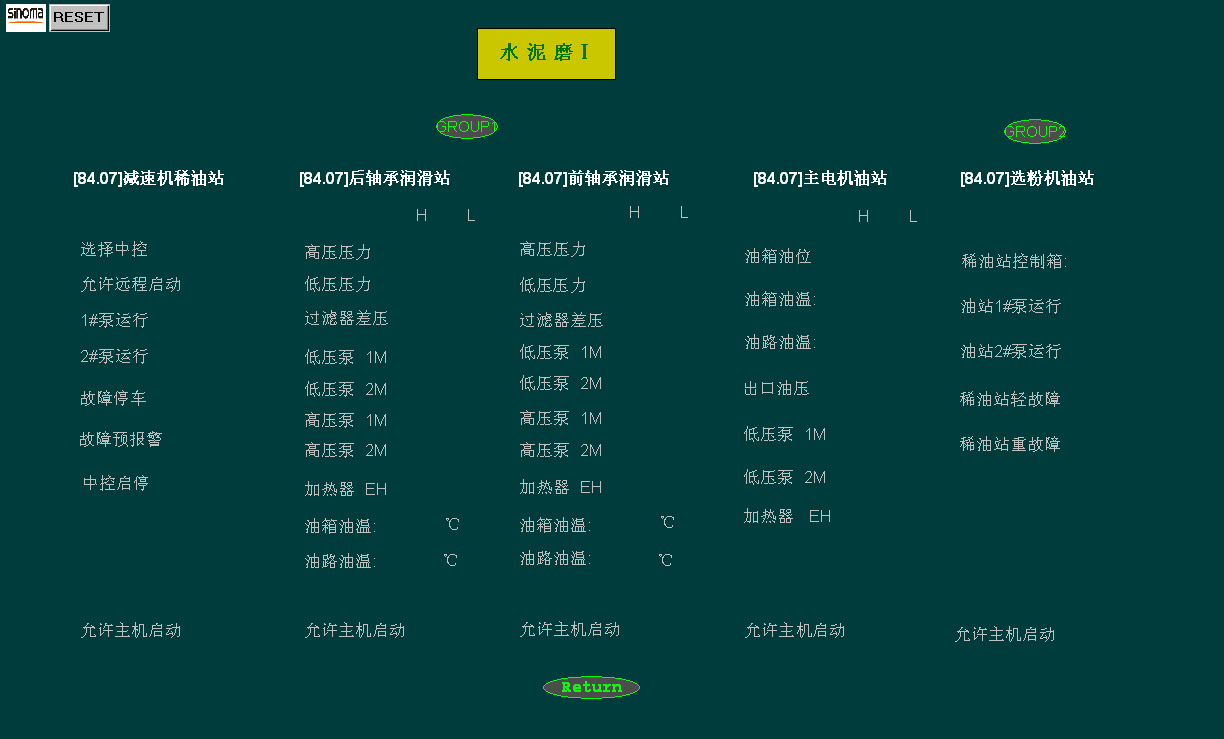 sinoma RESET
水 泥 磨 I
GROUP1
GROUP2
[84.07]减速机稀油站
选择中控
允许远程启动
1#泵运行
2#泵运行
故障停车
故障预报警
中控启停
允许主机启动
[84.07]后轴承润滑站
H L
高压压力
低压压力
过滤器差压
低压泵 1M
低压泵 2M
高压泵 1M
高压泵 2M
加热器 EH
油箱油温: ℃
油路油温: ℃
允许主机启动
[84.07]前轴承润滑站
H L
高压压力
低压压力
过滤器差压
低压泵 1M
低压泵 2M
高压泵 1M
高压泵 2M
加热器 EH
油箱油温: ℃
油路油温: ℃
允许主机启动
[84.07]主电机油站
H L
油箱油位
油箱油温:
油路油温:
出口油压
低压泵 1M
低压泵 2M
加热器 EH
允许主机启动
[84.07]选粉机油站
稀油站控制箱:
油站1#泵运行
油站2#泵运行
稀油站轻故障
稀油站重故障
允许主机启动
Return